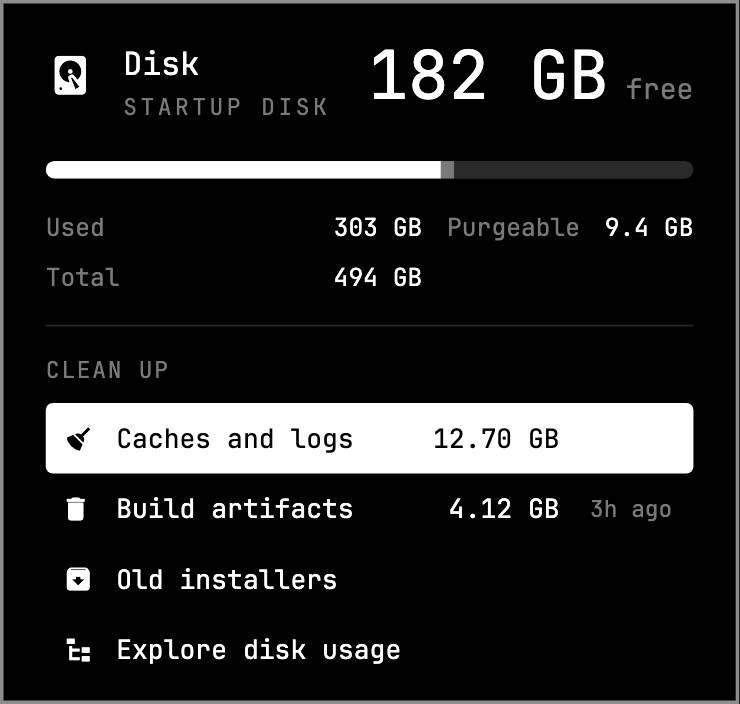 Disk 182 GB free
STARTUP DISK
Used 303 GB Purgeable 9.4 GB
Total 494 GB
CLEAN UP
Caches and logs 12.70 GB
Build artifacts 4.12 GB 3h ago
Old installers
Explore disk usage